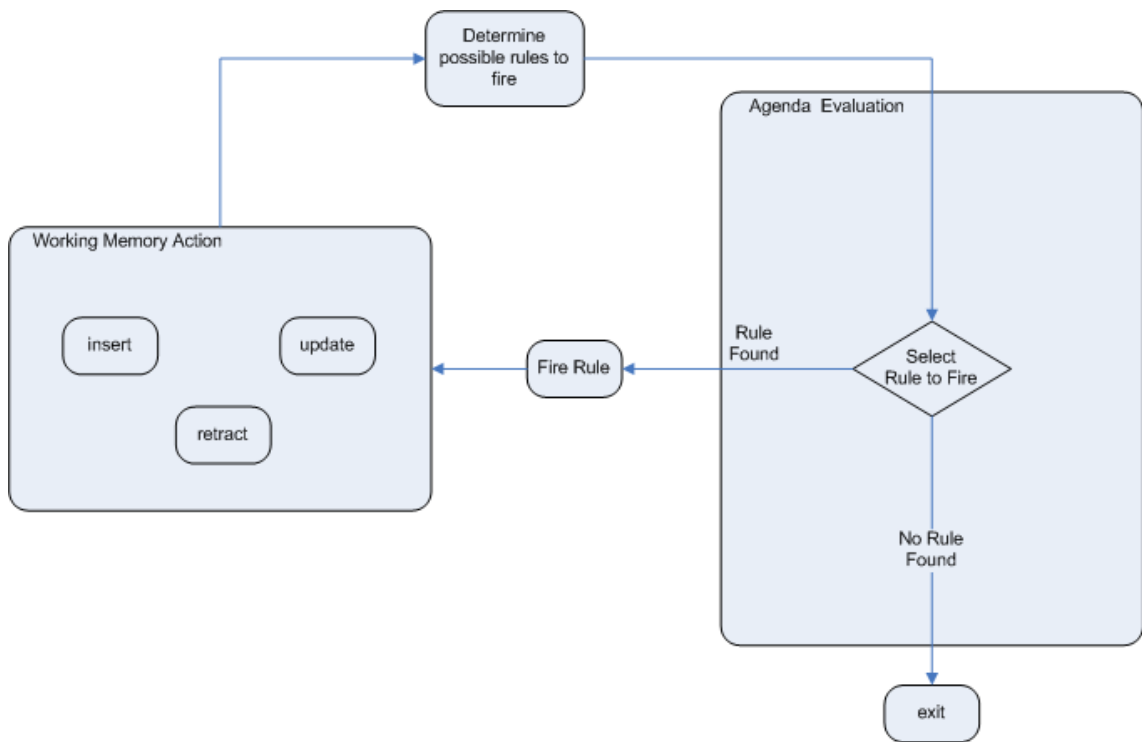 Determine
possible rules to
fire
Agenda Evaluation
Working Memory Action
insert
update
retract
Fire Rule
Rule
Found
Select
Rule to Fire
No Rule
Found
exit